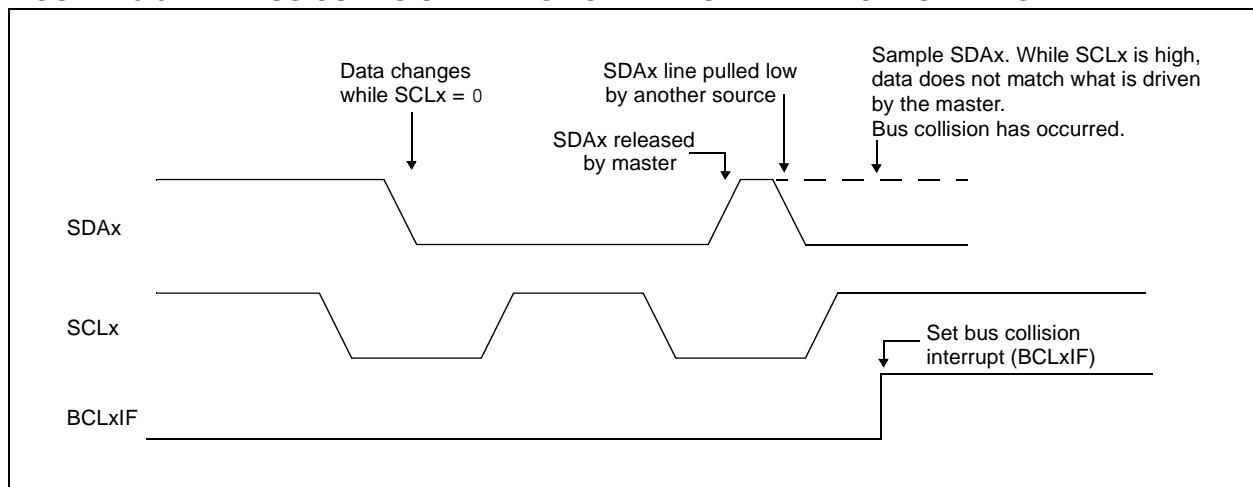 Data changes
while SCLx = 0
SDAx line pulled low
by another source
Sample SDAx. While SCLx is high,
data does not match what is driven
by the master.
Bus collision has occurred.
SDAx released
by master
SDAx
SCLx
Set bus collision
interrupt (BCLxIF)
BCLxIF